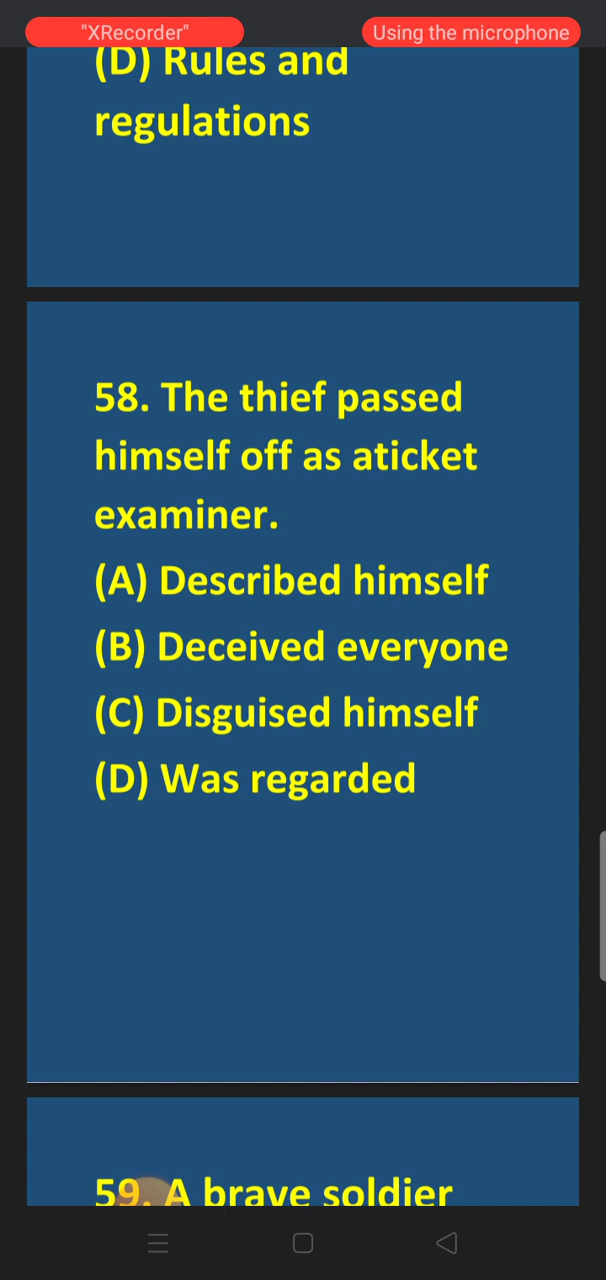 "XRecorder"
Using the microphone
(D) Rules and
regulations
58. The thief passed
himself off as aticket
examiner.
(A) Described himself
(B) Deceived everyone
(C) Disguised himself
(D) Was regarded
59. A brave soldier